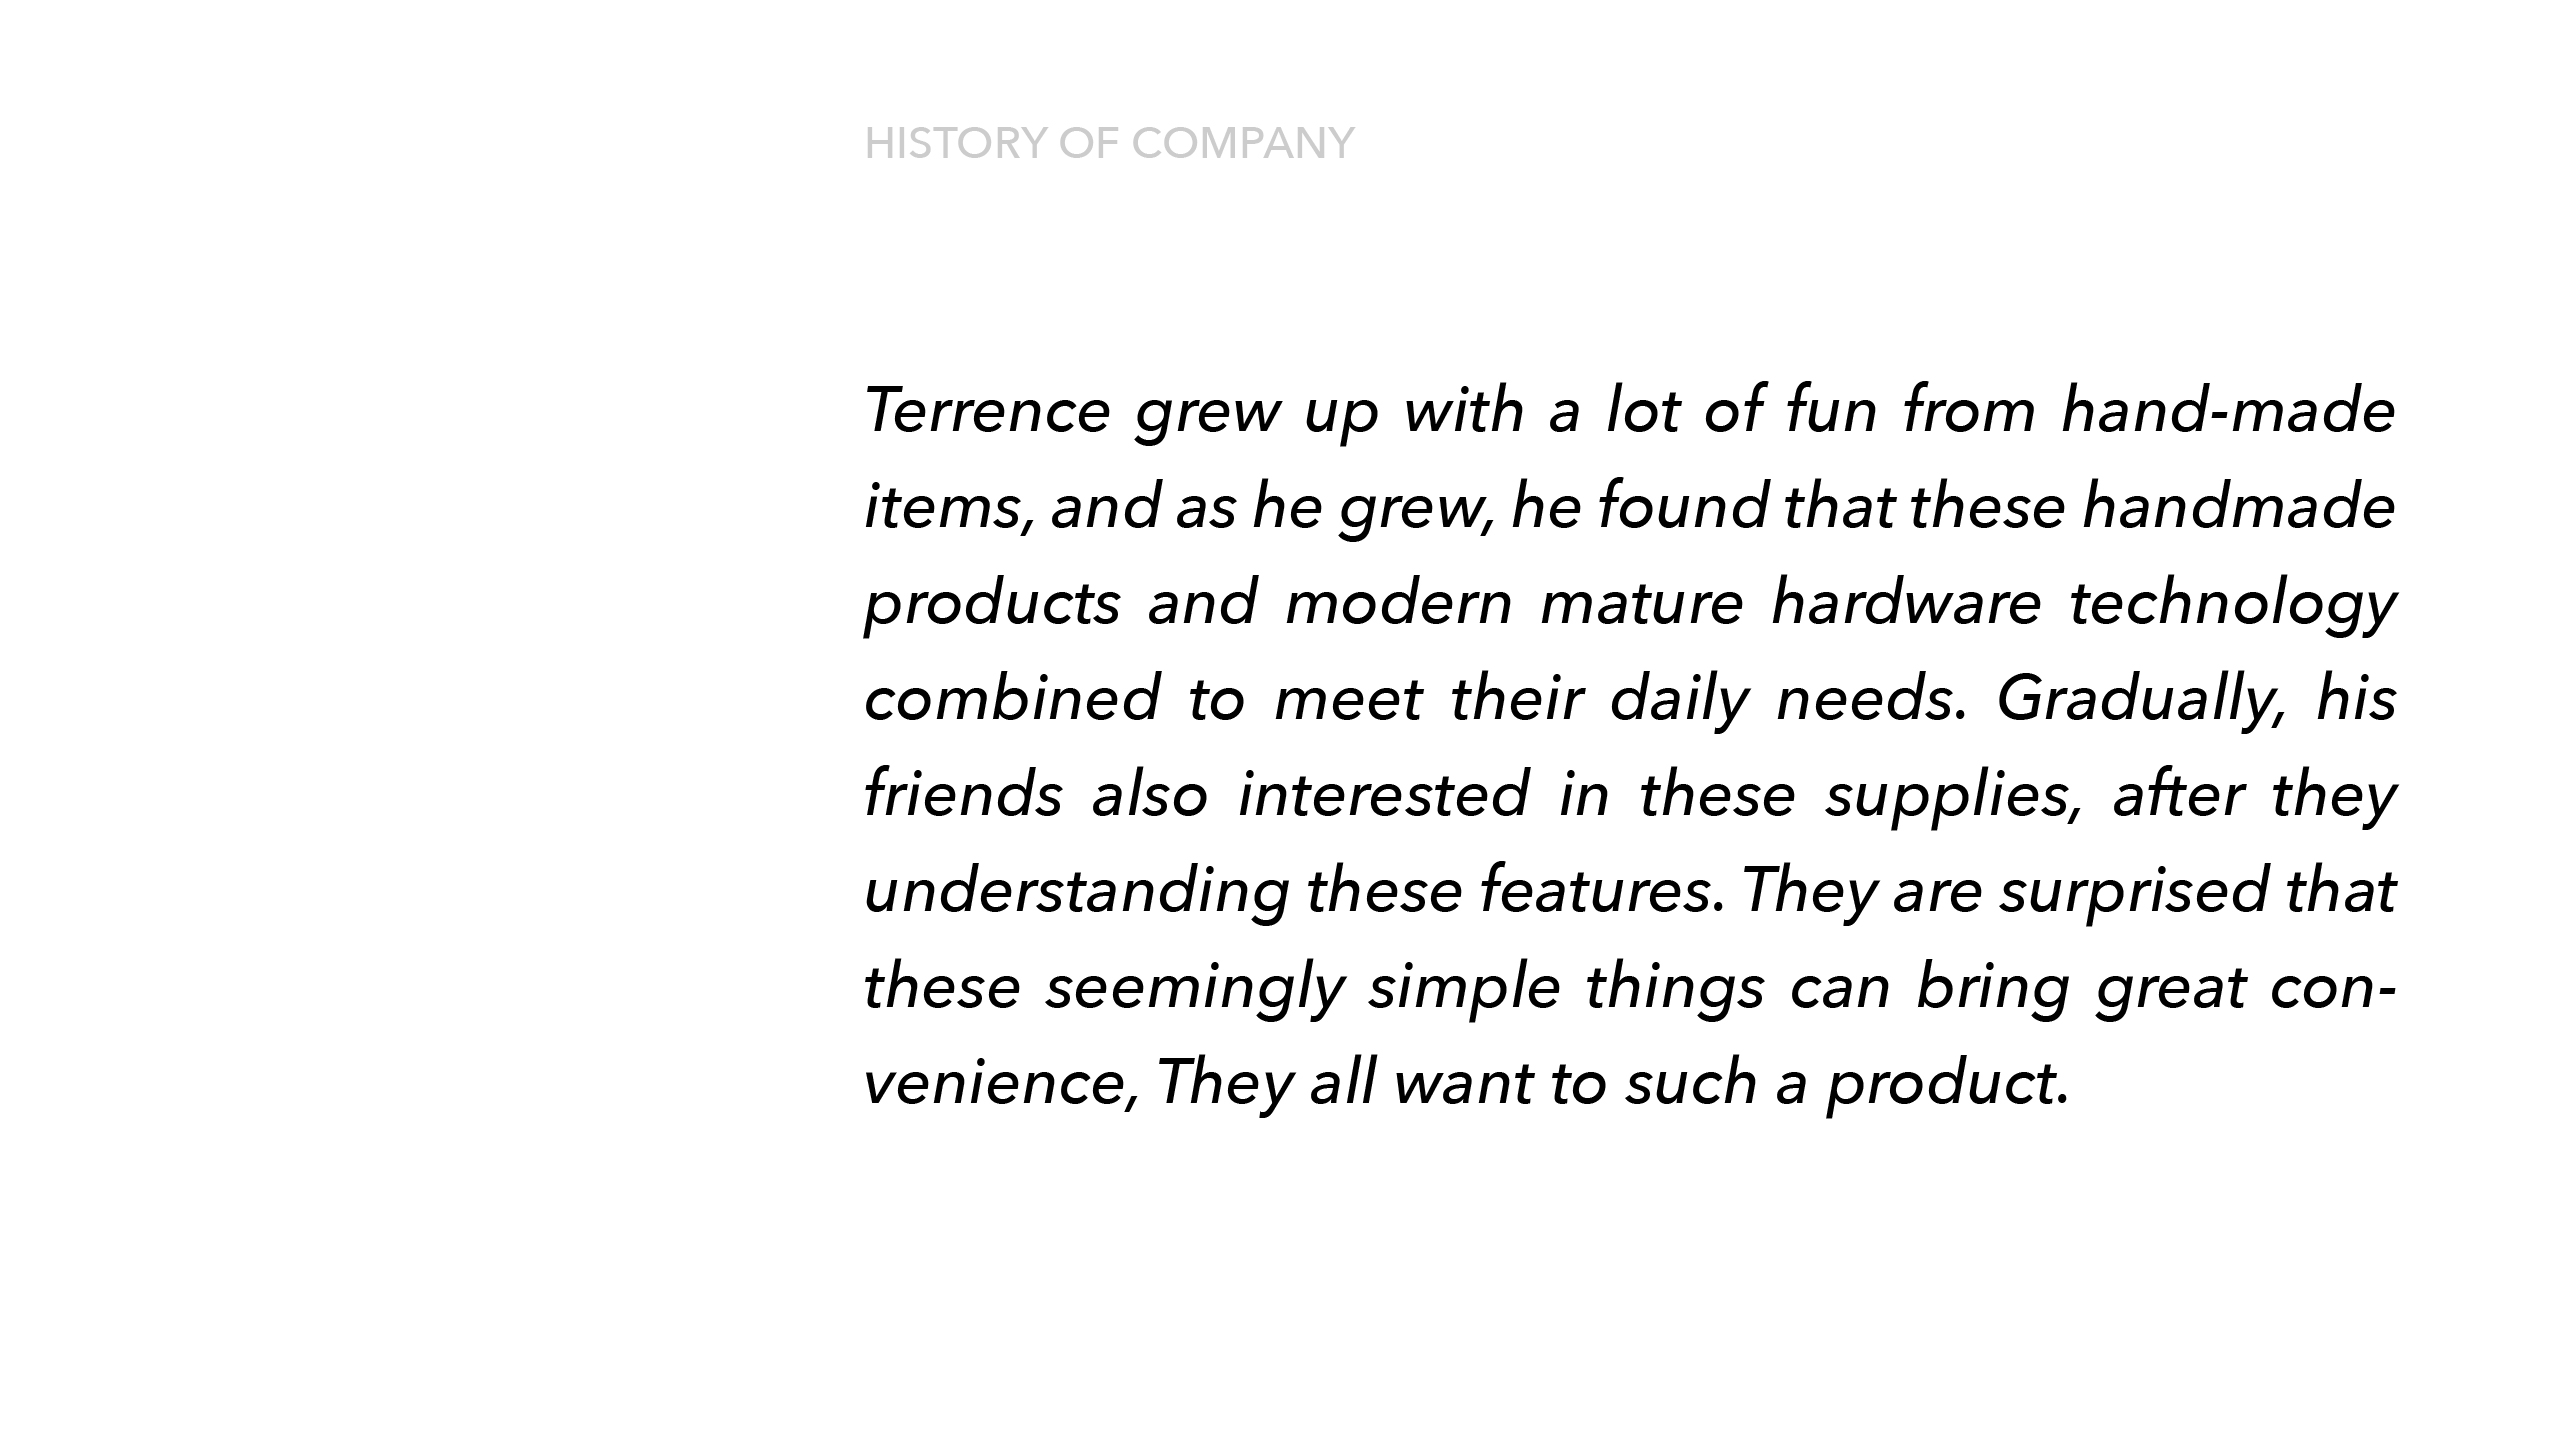 HISTORY OF COMPANY
Terrence grew up with a lot of fun from hand-made
items, and as he grew, he found that these handmade
products and modern mature hardware technology
combined to meet their daily needs. Gradually, his
friends also interested in these supplies, after they
understanding these features. They are surprised that
these seemingly simple things can bring great con-
venience, They all want to such a product.